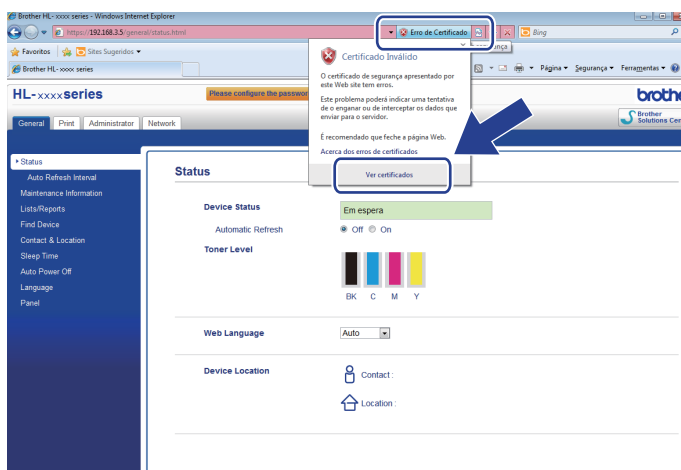 Brother HL- xxxx series - Windows Internet Explorer
https://192.168.3.5/general/status.html
Erro de Certificado
Bing
Favoritos
Sites Sugeridos
Brother HL- xxxx series
Página
Segurança
Ferramentas
Certificado Inválido
O certificado de segurança apresentado por
este Web site tem erros.
Este problema poderá indicar uma tentativa
de o enganar ou de interceptar os dados que
enviar para o servidor.
É recomendado que feche a página Web.
Acerca dos erros de certificados
Ver certificados
HL-xxxxseries
Please configure the passwor
brothe
General
Print
Administrator
Network
Brother
Solutions Cen
Status
Auto Refresh Interval
Maintenance Information
Lists/Reports
Find Device
Contact & Location
Sleep Time
Auto Power Off
Language
Panel
Status
Device Status
Em espera
Automatic Refresh
Off
On
Toner Level
BK C M Y
Web Language
Auto
Device Location
Contact :
Location :